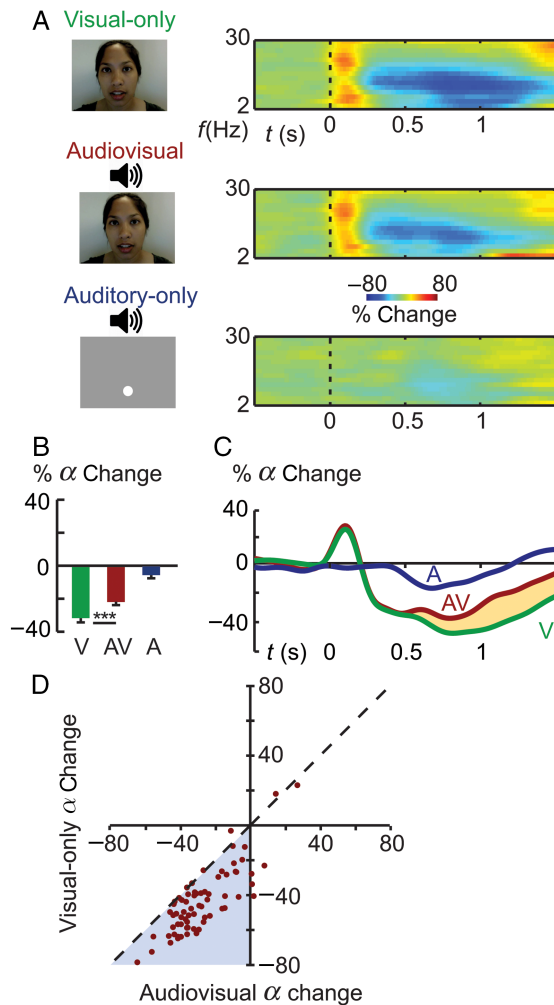 A
Visual-only
30
2
f(Hz) t (s) 0 0.5 1
Audiovisual
30
2
−80 80
% Change
Auditory-only
30
2
0 0.5 1
B
% α Change
40
0
−40
V *** AV A
C
% α Change
40
0
−40
A
AV
V
t (s) 0 0.5 1
D
80
40
−80 −40 40 80
−40
−80
Visual-only α Change
Audiovisual α change